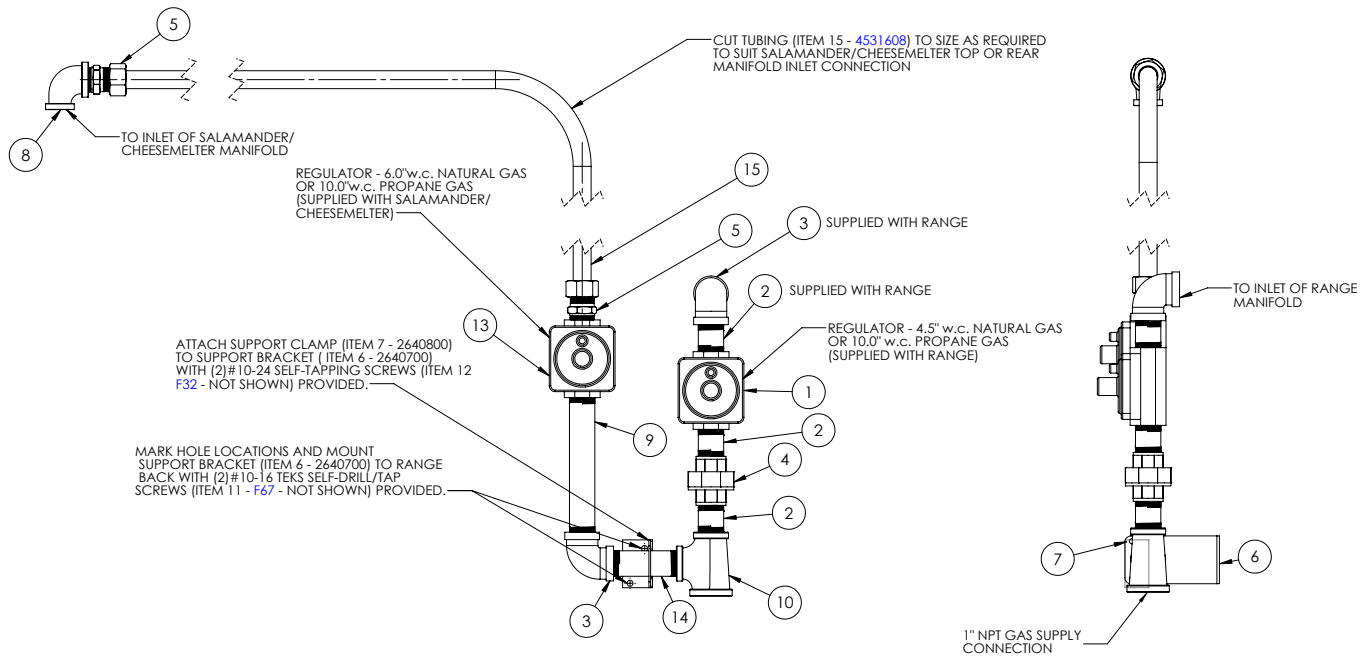 5
CUT TUBING (ITEM 15 - 4531608) TO SIZE AS REQUIRED
TO SUIT SALAMANDER/CHEESEMELTER TOP OR REAR
MANIFOLD INLET CONNECTION
8
TO INLET OF SALAMANDER/
CHEESEMELTER MANIFOLD
REGULATOR - 6.0"w.c. NATURAL GAS
OR 10.0"w.c. PROPANE GAS
(SUPPLIED WITH SALAMANDER/
CHEESEMELTER)
15
3
SUPPLIED WITH RANGE
5
2
SUPPLIED WITH RANGE
TO INLET OF RANGE
MANIFOLD
13
REGULATOR - 4.5" w.c. NATURAL GAS
OR 10.0" w.c. PROPANE GAS
(SUPPLIED WITH RANGE)
ATTACH SUPPORT CLAMP (ITEM 7 - 2640800)
TO SUPPORT BRACKET ( ITEM 6 - 2640700)
WITH (2)#10-24 SELF-TAPPING SCREWS (ITEM 12
F32 - NOT SHOWN) PROVIDED.
1
9
2
4
MARK HOLE LOCATIONS AND MOUNT
SUPPORT BRACKET (ITEM 6 - 2640700) TO RANGE
BACK WITH (2)#10-16 TEKS SELF-DRILL/TAP
SCREWS (ITEM 11 - F67 - NOT SHOWN) PROVIDED.
2
7
6
3
14
10
1" NPT GAS SUPPLY
CONNECTION